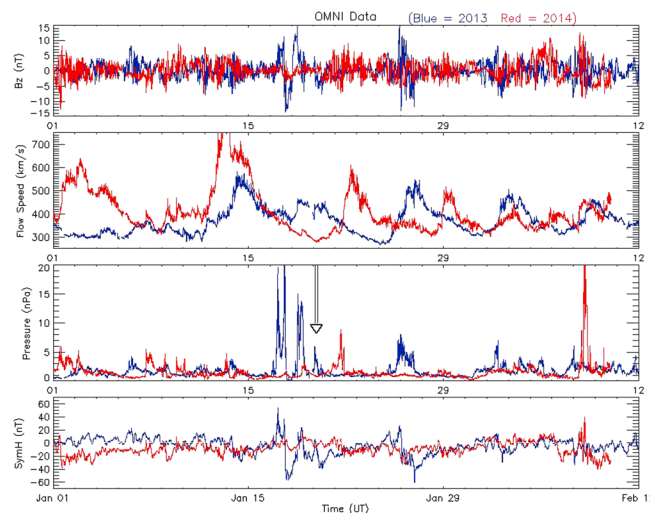 OMNI Data (Blue = 2013 Red = 2014)
15
10
5
0
−5
−10
−15
Bz (nT)
01 15 29 12
700
600
500
400
300
Flow Speed (km/s)
01 15 29 12
20
15
10
5
0
Pressure (nPa)
01 15 29 12
60
40
20
0
−20
−40
−60
SymH (nT)
Jan 01 Jan 15 Jan 29 Feb 1
Time (UT)